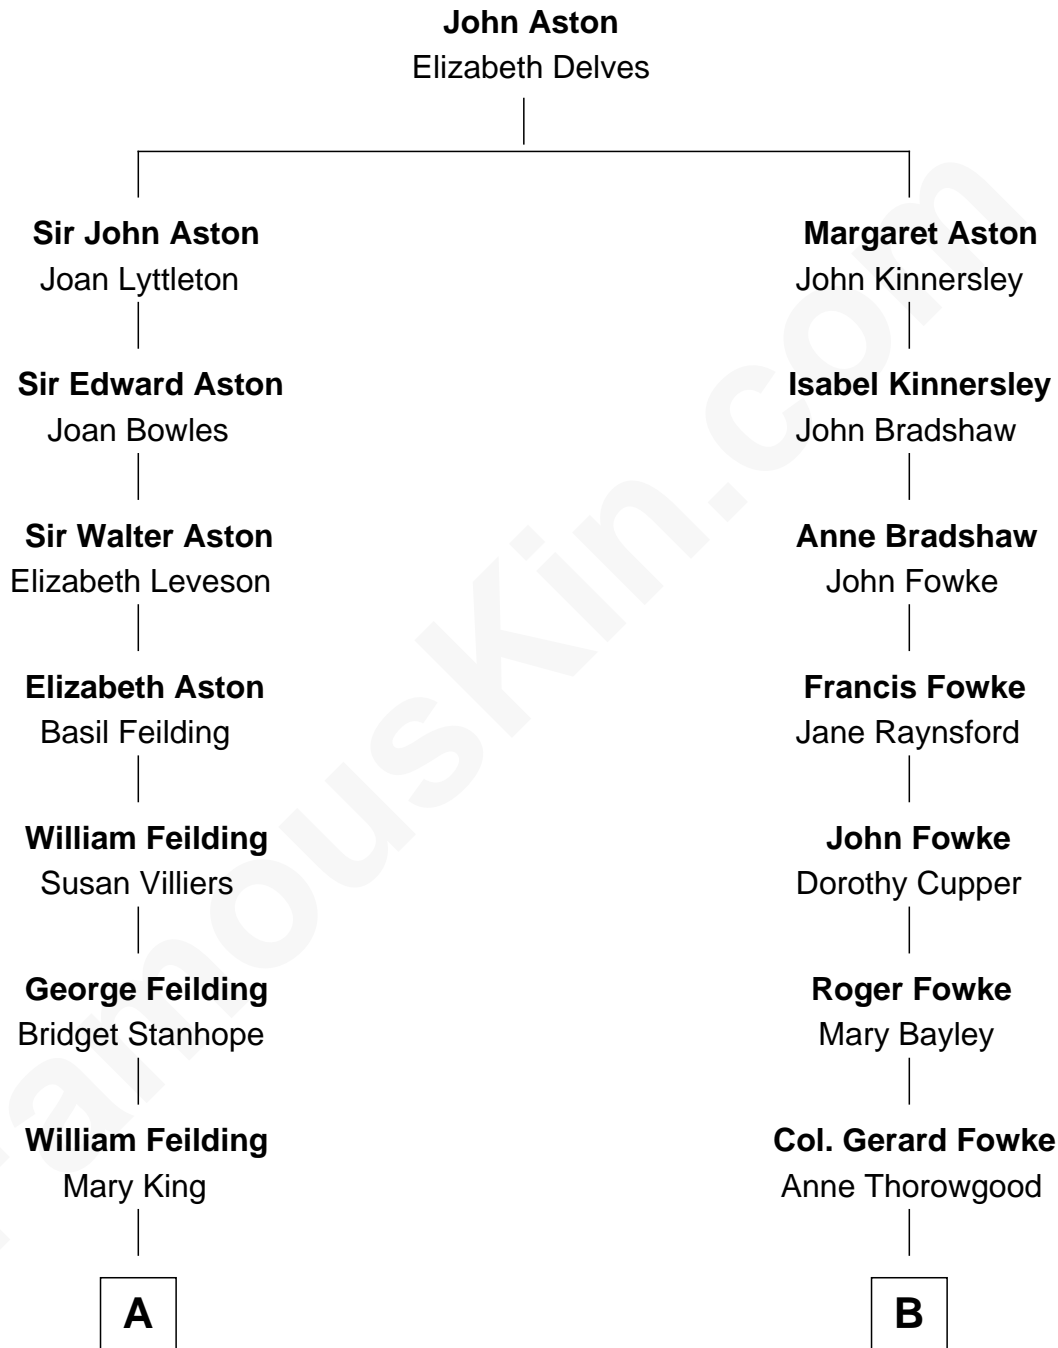 John Aston
Elizabeth Delves
Sir John Aston
Joan Lyttleton
Margaret Aston
John Kinnersley
Sir Edward Aston
Joan Bowles
Isabel Kinnersley
John Bradshaw
Sir Walter Aston
Elizabeth Leveson
Anne Bradshaw
John Fowke
Elizabeth Aston
Basil Feilding
Francis Fowke
Jane Raynsford
William Feilding
Susan Villiers
John Fowke
Dorothy Cupper
George Feilding
Bridget Stanhope
Roger Fowke
Mary Bayley
William Feilding
Mary King
Col. Gerard Fowke
Anne Thorowgood
A
B
FamousKin.com